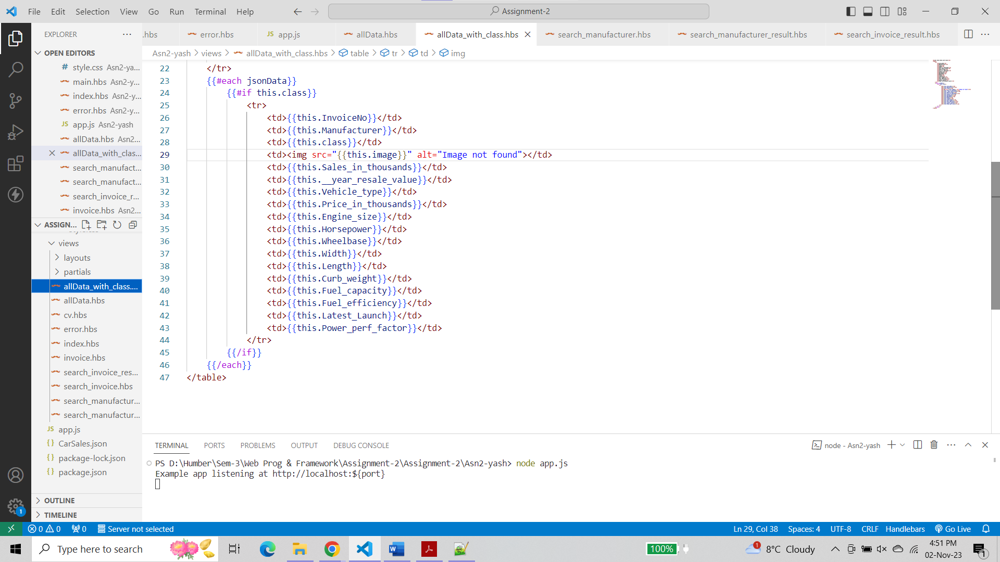 File Edit Selection View Go Run Terminal Help
Assignment-2
EXPLORER
.hbs
error.hbs
JS app.js
allData.hbs
allData_with_class.hbs
search_manufacturer.hbs
search_manufacturer_result.hbs
search_invoice_result.hbs
Asn2-yash > views > allData_with_class.hbs > table > tr > td > img
OPEN EDITORS
# style.css Asn2-ya...
main.hbs Asn2-y...
index.hbs Asn2-y...
error.hbs Asn2-y...
JS app.js Asn2-yash
allData.hbs Asn2...
allData_with_clas...
search_manufact...
search_manufact...
search_invoice_r...
invoice.hbs Asn2...
ASSIGN...
views
layouts
partials
allData_with_class....
allData.hbs
cv.hbs
error.hbs
index.hbs
invoice.hbs
search_invoice_res...
search_invoice.hbs
search_manufactur...
search_manufactur...
JS app.js
{} CarSales.json
{} package-lock.json
{} package.json
OUTLINE
TIMELINE
22 </tr>
23 {{#each jsonData}}
24 {{#if this.class}}
25 <tr>
26 <td>{{this.InvoiceNo}}</td>
27 <td>{{this.Manufacturer}}</td>
28 <td>{{this.class}}</td>
29 <td><img src="{{this.image}}" alt="Image not found"></td>
30 <td>{{this.Sales_in_thousands}}</td>
31 <td>{{this.__year_resale_value}}</td>
32 <td>{{this.Vehicle_type}}</td>
33 <td>{{this.Price_in_thousands}}</td>
34 <td>{{this.Engine_size}}</td>
35 <td>{{this.Horsepower}}</td>
36 <td>{{this.Wheelbase}}</td>
37 <td>{{this.Width}}</td>
38 <td>{{this.Length}}</td>
39 <td>{{this.Curb_weight}}</td>
40 <td>{{this.Fuel_capacity}}</td>
41 <td>{{this.Fuel_efficiency}}</td>
42 <td>{{this.Latest_Launch}}</td>
43 <td>{{this.Power_perf_factor}}</td>
44 </tr>
45 {{/if}}
46 {{/each}}
47 </table>
TERMINAL PORTS PROBLEMS OUTPUT DEBUG CONSOLE
node - Asn2-yash
PS D:\Humber\Sem-3\Web Prog & Framework\Assignment-2\Assignment-2\Asn2-yash> node app.js
Example app listening at http://localhost:${port}
1
0 0 0 Server not selected
Ln 29, Col 38 Spaces: 4 UTF-8 CRLF Handlebars Go Live
Type here to search
100%
1
8°C Cloudy
4:51 PM
02-Nov-23
1